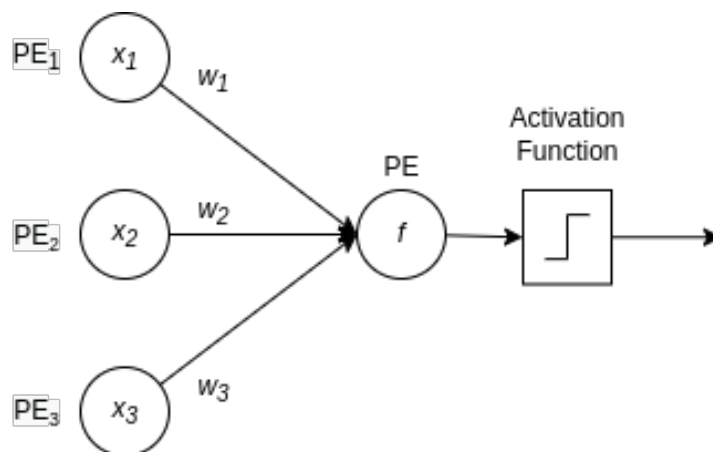 PE1
x1
w1
Activation
Function
PE
PE2
x2
w2
f
PE3
x3
w3